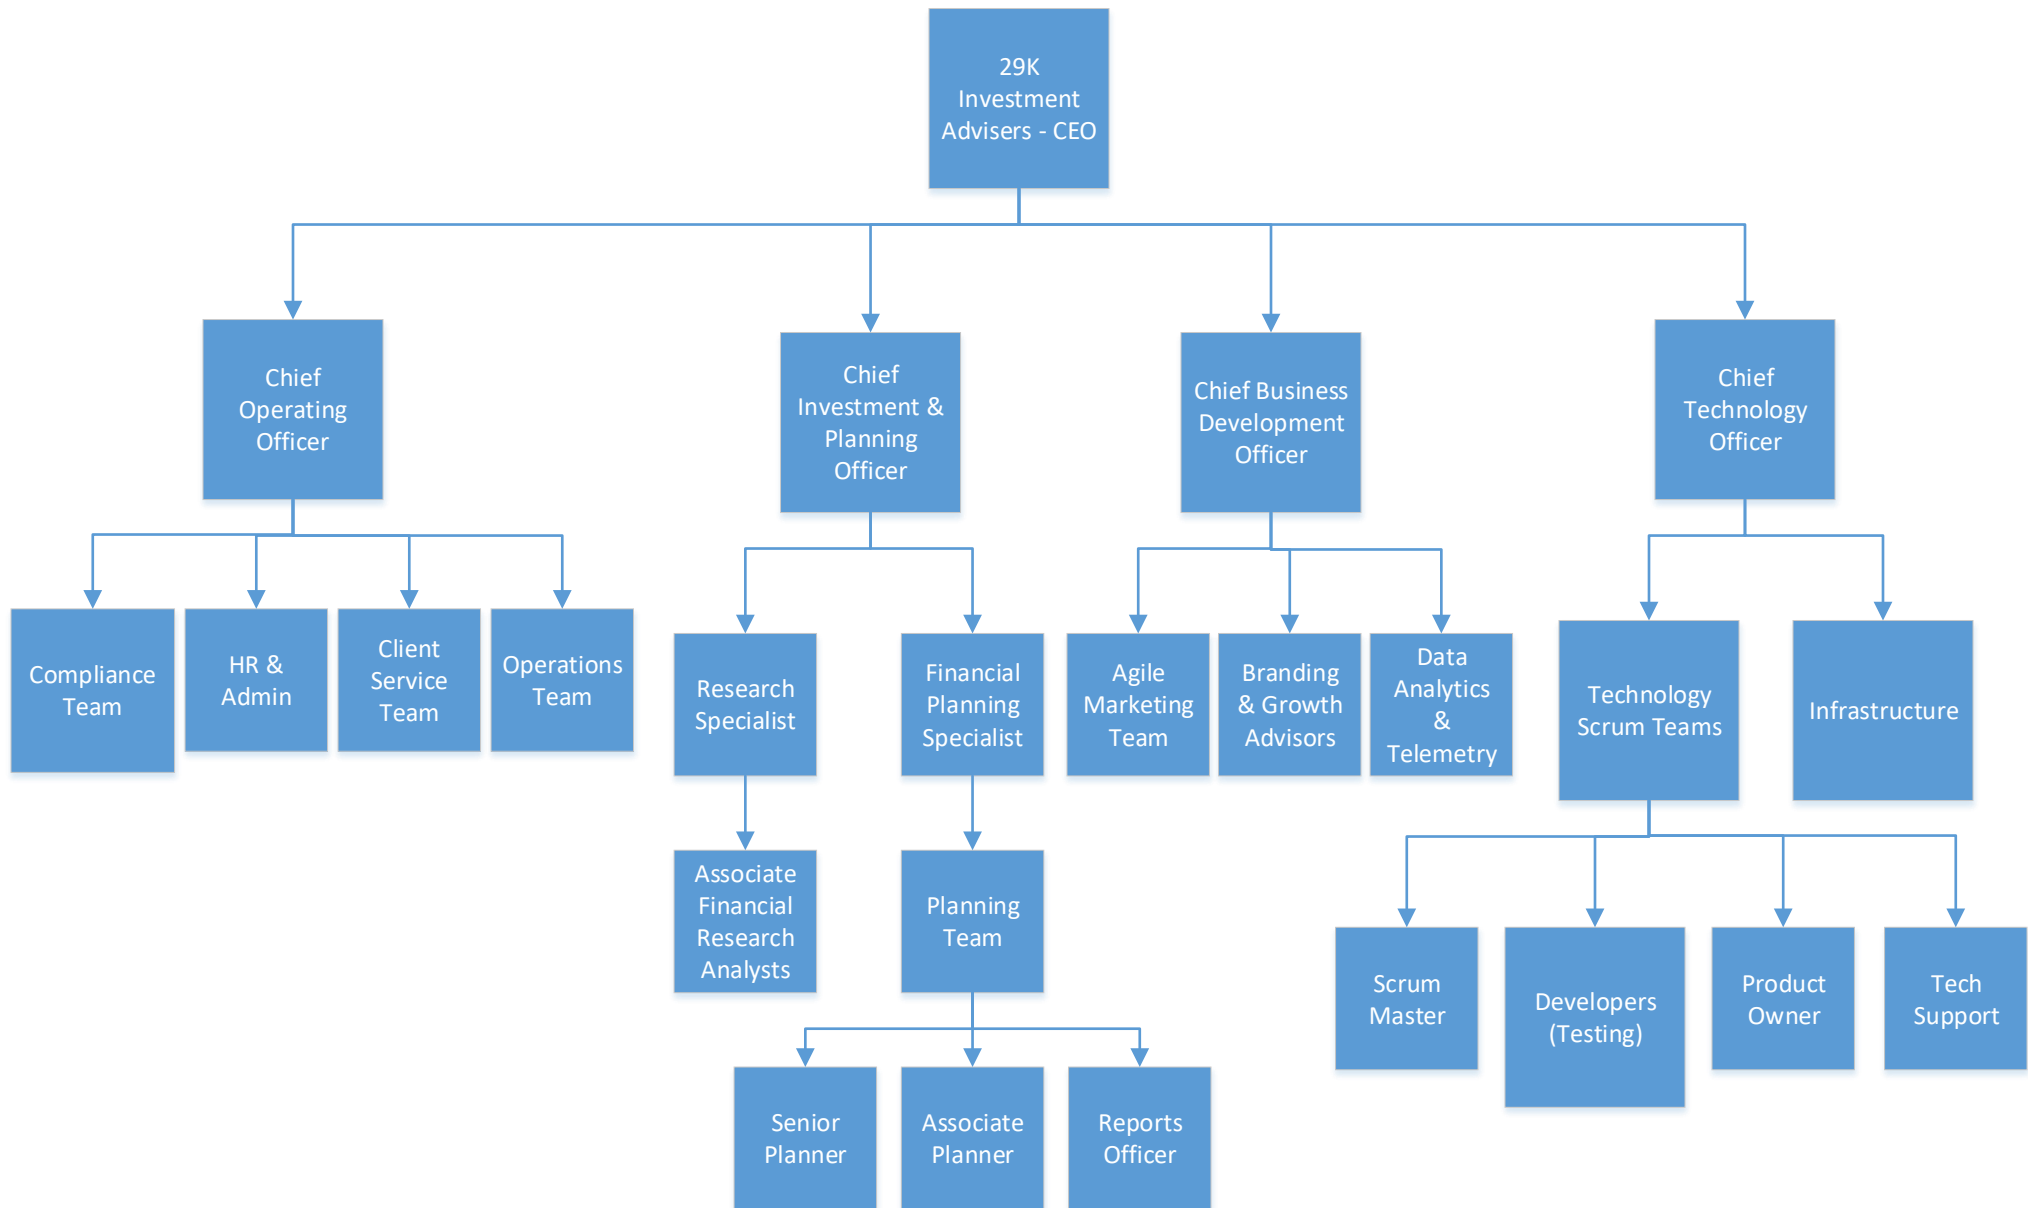 29K
Investment
Advisers - CEO
Chief
Operating
Officer
Chief
Investment &
Planning
Officer
Chief Business
Development
Officer
Chief
Technology
Officer
Compliance
Team
HR &
Admin
Client
Service
Team
Operations
Team
Research
Specialist
Financial
Planning
Specialist
Agile
Marketing
Team
Branding
& Growth
Advisors
Data
Analytics
&
Telemetry
Technology
Scrum Teams
Infrastructure
Associate
Financial
Research
Analysts
Planning
Team
Scrum
Master
Developers
(Testing)
Product
Owner
Tech
Support
Senior
Planner
Associate
Planner
Reports
Officer